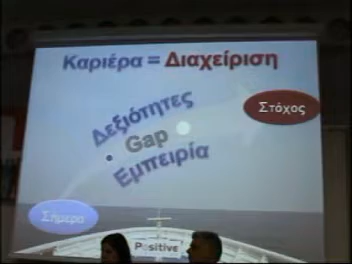 Καριέρα = Διαχείριση
Δεξιότητες
Στόχος
Gap
Εμπειρία
Σήμερα
Positive